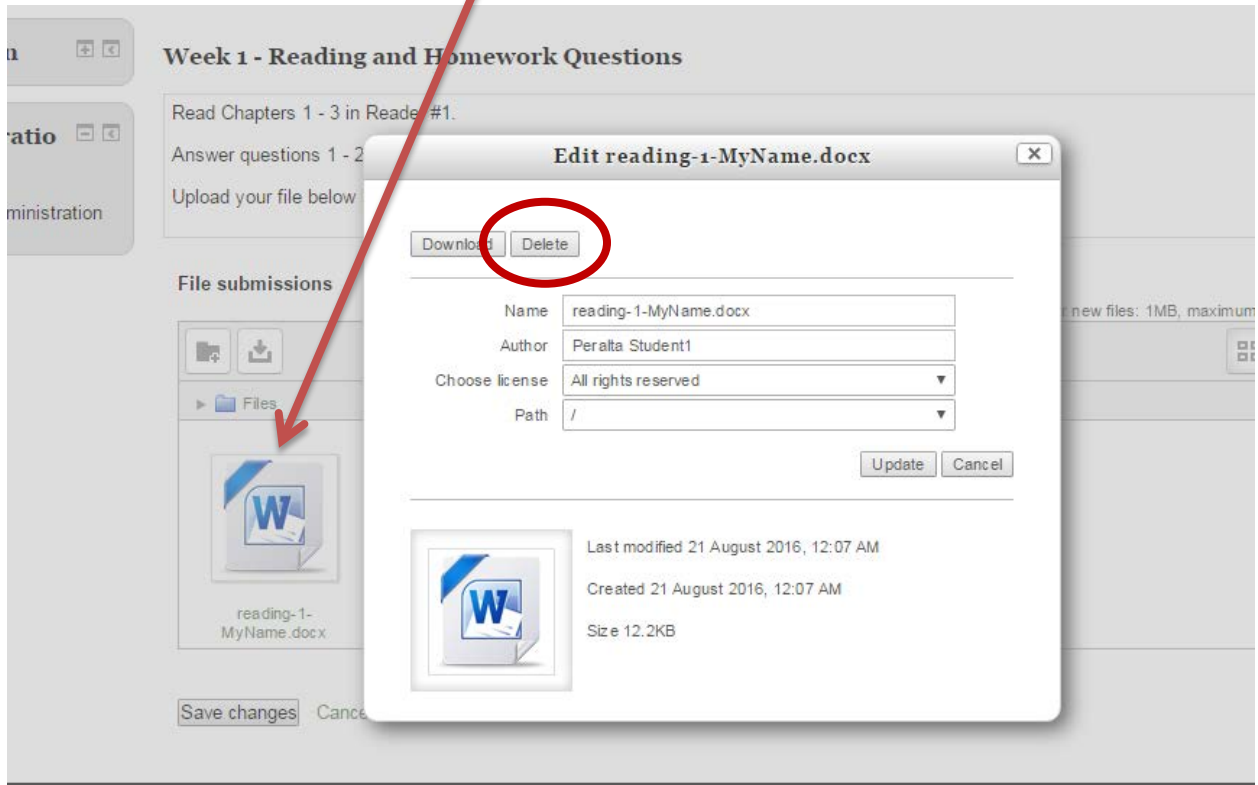 n
Week 1 - Reading and Homework Questions
Read Chapters 1 - 3 in Reader #1.
ratio
Answer questions 1 - 2
ministration
Upload your file below
Edit reading-1-MyName.docx
Download Delete
File submissions
Name reading-1-MyName.docx
new files: 1MB, maximum
Author Peralta Student1
Choose license All rights reserved
Files
Path /
Update Cancel
Last modified 21 August 2016, 12:07 AM
Created 21 August 2016, 12:07 AM
Size 12.2KB
reading-1-
MyName.docx
Save changes Cance